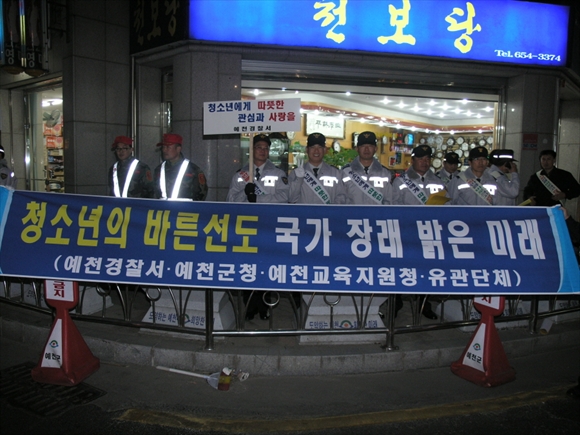 전보당
Tel.654-3374
청소년에게 따뜻한
관심과 사랑을
예천경찰서
청소년의 바른선도 국가 장래 밝은 미래
(예천경찰서·예천군청·예천교육지원청·유관단체)
금지
예천군
예천군